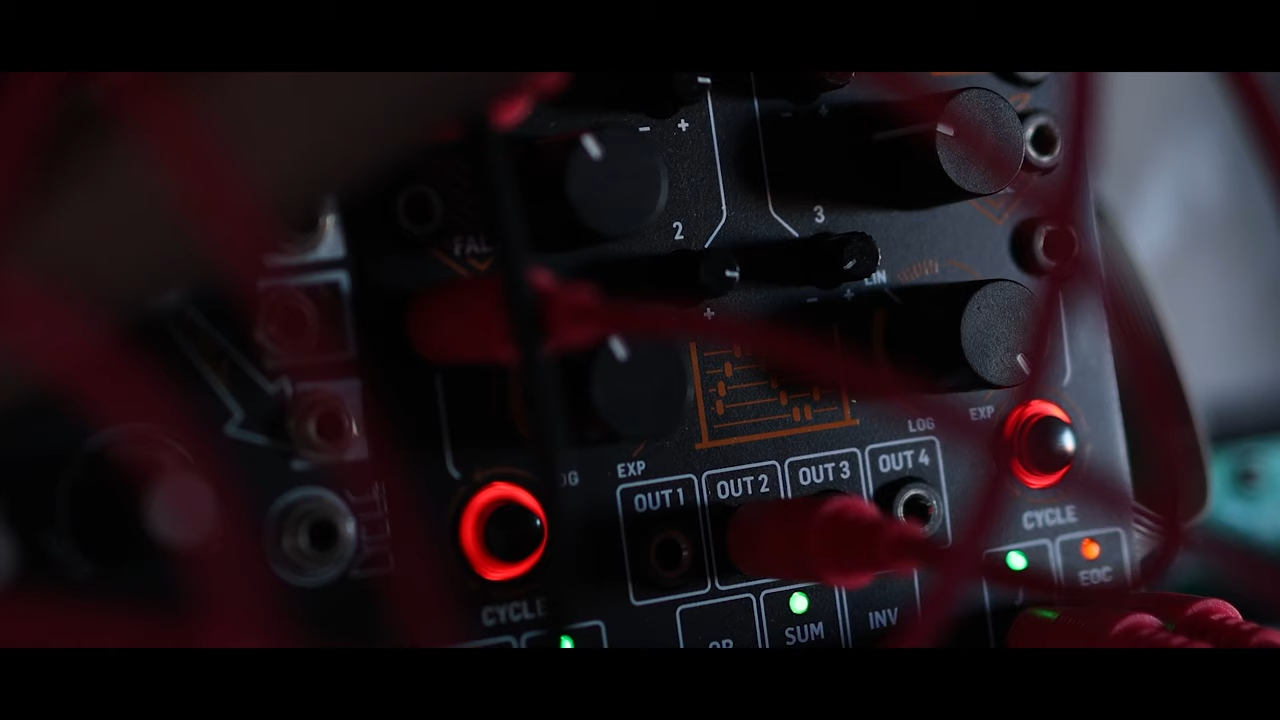 - +
2
3
LIN
- +
+
LOG
EXP
EXP
OUT 1
OUT 2
OUT 3
OUT 4
CYCLE
CYCLE
EOC
SUM
INV